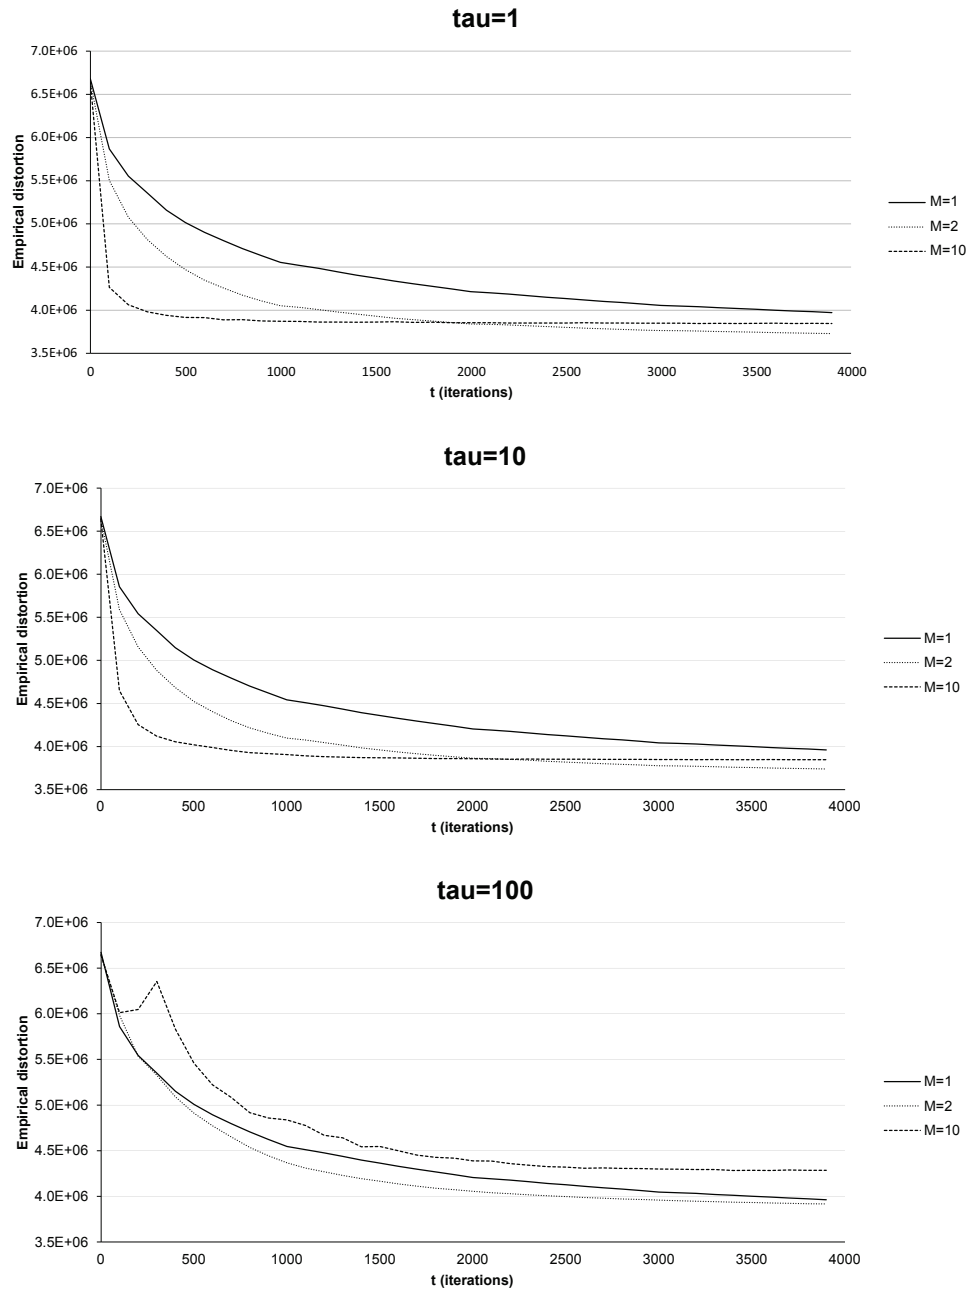 tau=1
7.0E+06
6.5E+06
6.0E+06
5.5E+06
5.0E+06
4.5E+06
4.0E+06
3.5E+06
Empirical distortion
0 500 1000 1500 2000 2500 3000 3500 4000
t (iterations)
M=1
M=2
M=10
tau=10
7.0E+06
6.5E+06
6.0E+06
5.5E+06
5.0E+06
4.5E+06
4.0E+06
3.5E+06
Empirical distortion
0 500 1000 1500 2000 2500 3000 3500 4000
t (iterations)
M=1
M=2
M=10
tau=100
7.0E+06
6.5E+06
6.0E+06
5.5E+06
5.0E+06
4.5E+06
4.0E+06
3.5E+06
Empirical distortion
0 500 1000 1500 2000 2500 3000 3500 4000
t (iterations)
M=1
M=2
M=10